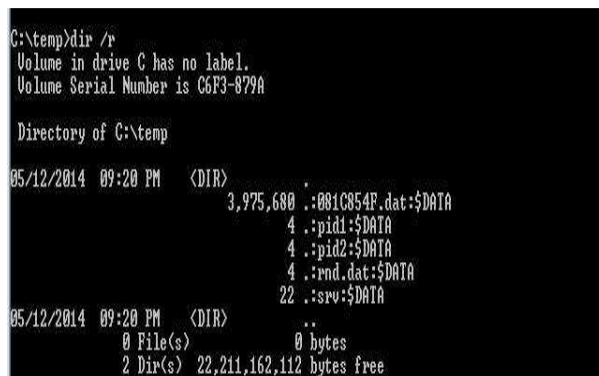 C:\temp>dir /r
Volume in drive C has no label.
Volume Serial Number is C6F3-879A
Directory of C:\temp
05/12/2014 09:20 PM <DIR> .
3,975,680 .:081C854F.dat:$DATA
4 .:pid1:$DATA
4 .:pid2:$DATA
4 .:rnd.dat:$DATA
22 .:srv:$DATA
05/12/2014 09:20 PM <DIR> ..
0 File(s) 0 bytes
2 Dir(s) 22,211,162,112 bytes free